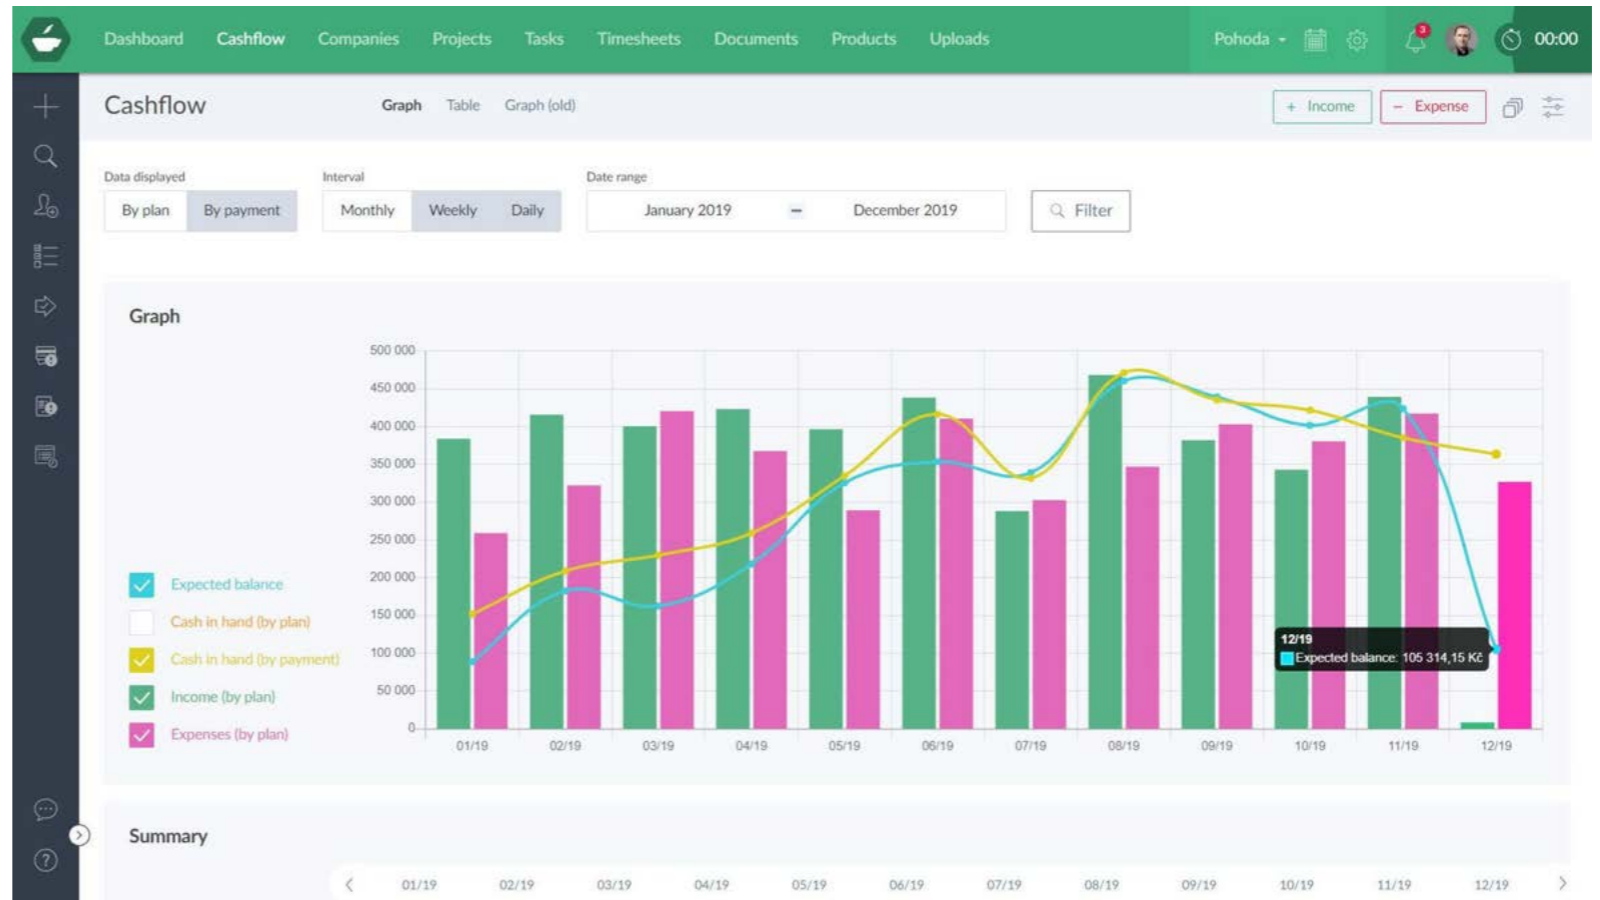 Dashboard Cashflow Companies Projects Tasks Timesheets Documents Products Uploads Pohoda 3 00:00
Cashflow Graph Table Graph (old) + Income − Expense
Data displayed Interval Date range
By plan By payment Monthly Weekly Daily January 2019 – December 2019 Filter
Graph
500 000
450 000
400 000
350 000
300 000
250 000
200 000
150 000
100 000
50 000
0
Expected balance
Cash in hand (by plan)
Cash in hand (by payment)
Income (by plan)
Expenses (by plan)
12/19
Expected balance: 105 314,15 Kč
01/19 02/19 03/19 04/19 05/19 06/19 07/19 08/19 09/19 10/19 11/19 12/19
Summary
01/19 02/19 03/19 04/19 05/19 06/19 07/19 08/19 09/19 10/19 11/19 12/19